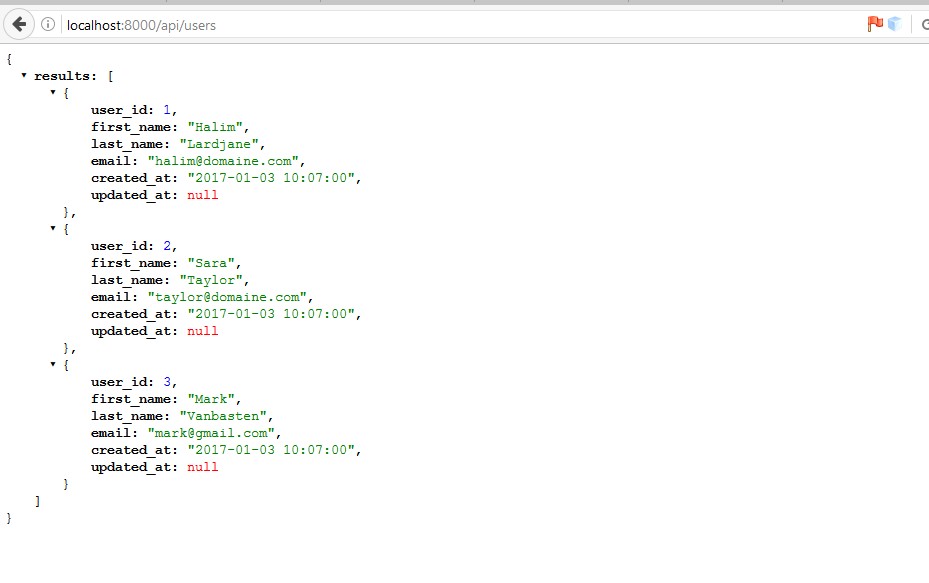 localhost:8000/api/users
{
results: [
{
user_id: 1,
first_name: "Halim",
last_name: "Lardjane",
email: "halim@domaine.com",
created_at: "2017-01-03 10:07:00",
updated_at: null
},
{
user_id: 2,
first_name: "Sara",
last_name: "Taylor",
email: "taylor@domaine.com",
created_at: "2017-01-03 10:07:00",
updated_at: null
},
{
user_id: 3,
first_name: "Mark",
last_name: "Vanbasten",
email: "mark@gmail.com",
created_at: "2017-01-03 10:07:00",
updated_at: null
}
]
}